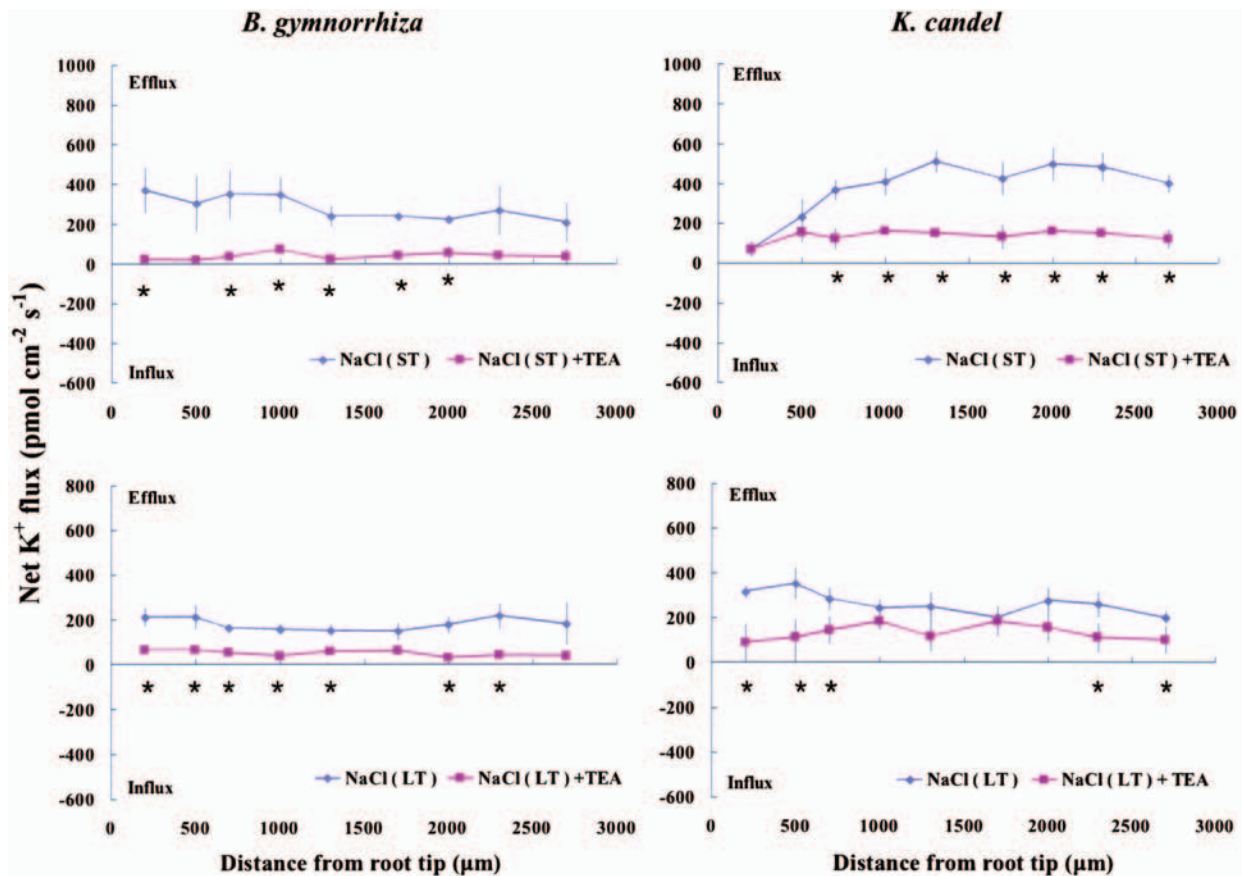 B. gymnorrhiza
K. candel
Net K+ flux (pmol cm-2 s-1)
1000
Efflux
800
600
400
200
0
* * * * * *
-200
-400
NaCl ( ST ) NaCl ( ST ) +TEA
Influx
-600
0 500 1000 1500 2000 2500 3000
1000
Efflux
800
600
400
200
0
* * * * * * * *
-200
-400
NaCl ( ST ) NaCl ( ST ) +TEA
Influx
-600
0 500 1000 1500 2000 2500 3000
800
Efflux
600
400
200
0
* * * * * * *
-200
-400
NaCl ( LT ) NaCl ( LT ) +TEA
Influx
-600
0 500 1000 1500 2000 2500 3000
Distance from root tip (μm)
800
Efflux
600
400
200
0
* * * * *
-200
-400
NaCl ( LT ) NaCl ( LT ) + TEA
Influx
-600
0 500 1000 1500 2000 2500 3000
Distance from root tip (μm)